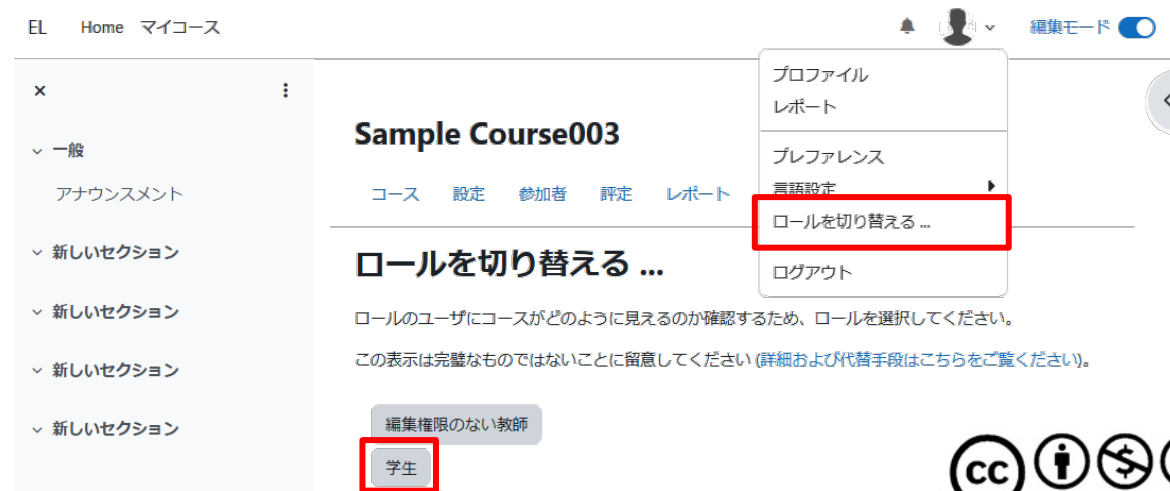 EL Home マイコース
編集モード
プロファイル
レポート
プレファレンス
言語設定
ロールを切り替える ...
ログアウト
一般
アナウンスメント
新しいセクション
新しいセクション
新しいセクション
新しいセクション
Sample Course003
コース 設定 参加者 評定 レポート
ロールを切り替える ...
ロールのユーザにコースがどのように見えるのか確認するため、ロールを選択してください。
この表示は完璧なものではないことに留意してください (詳細および代替手段はこちらをご覧ください)。
編集権限のない教師
学生
cc